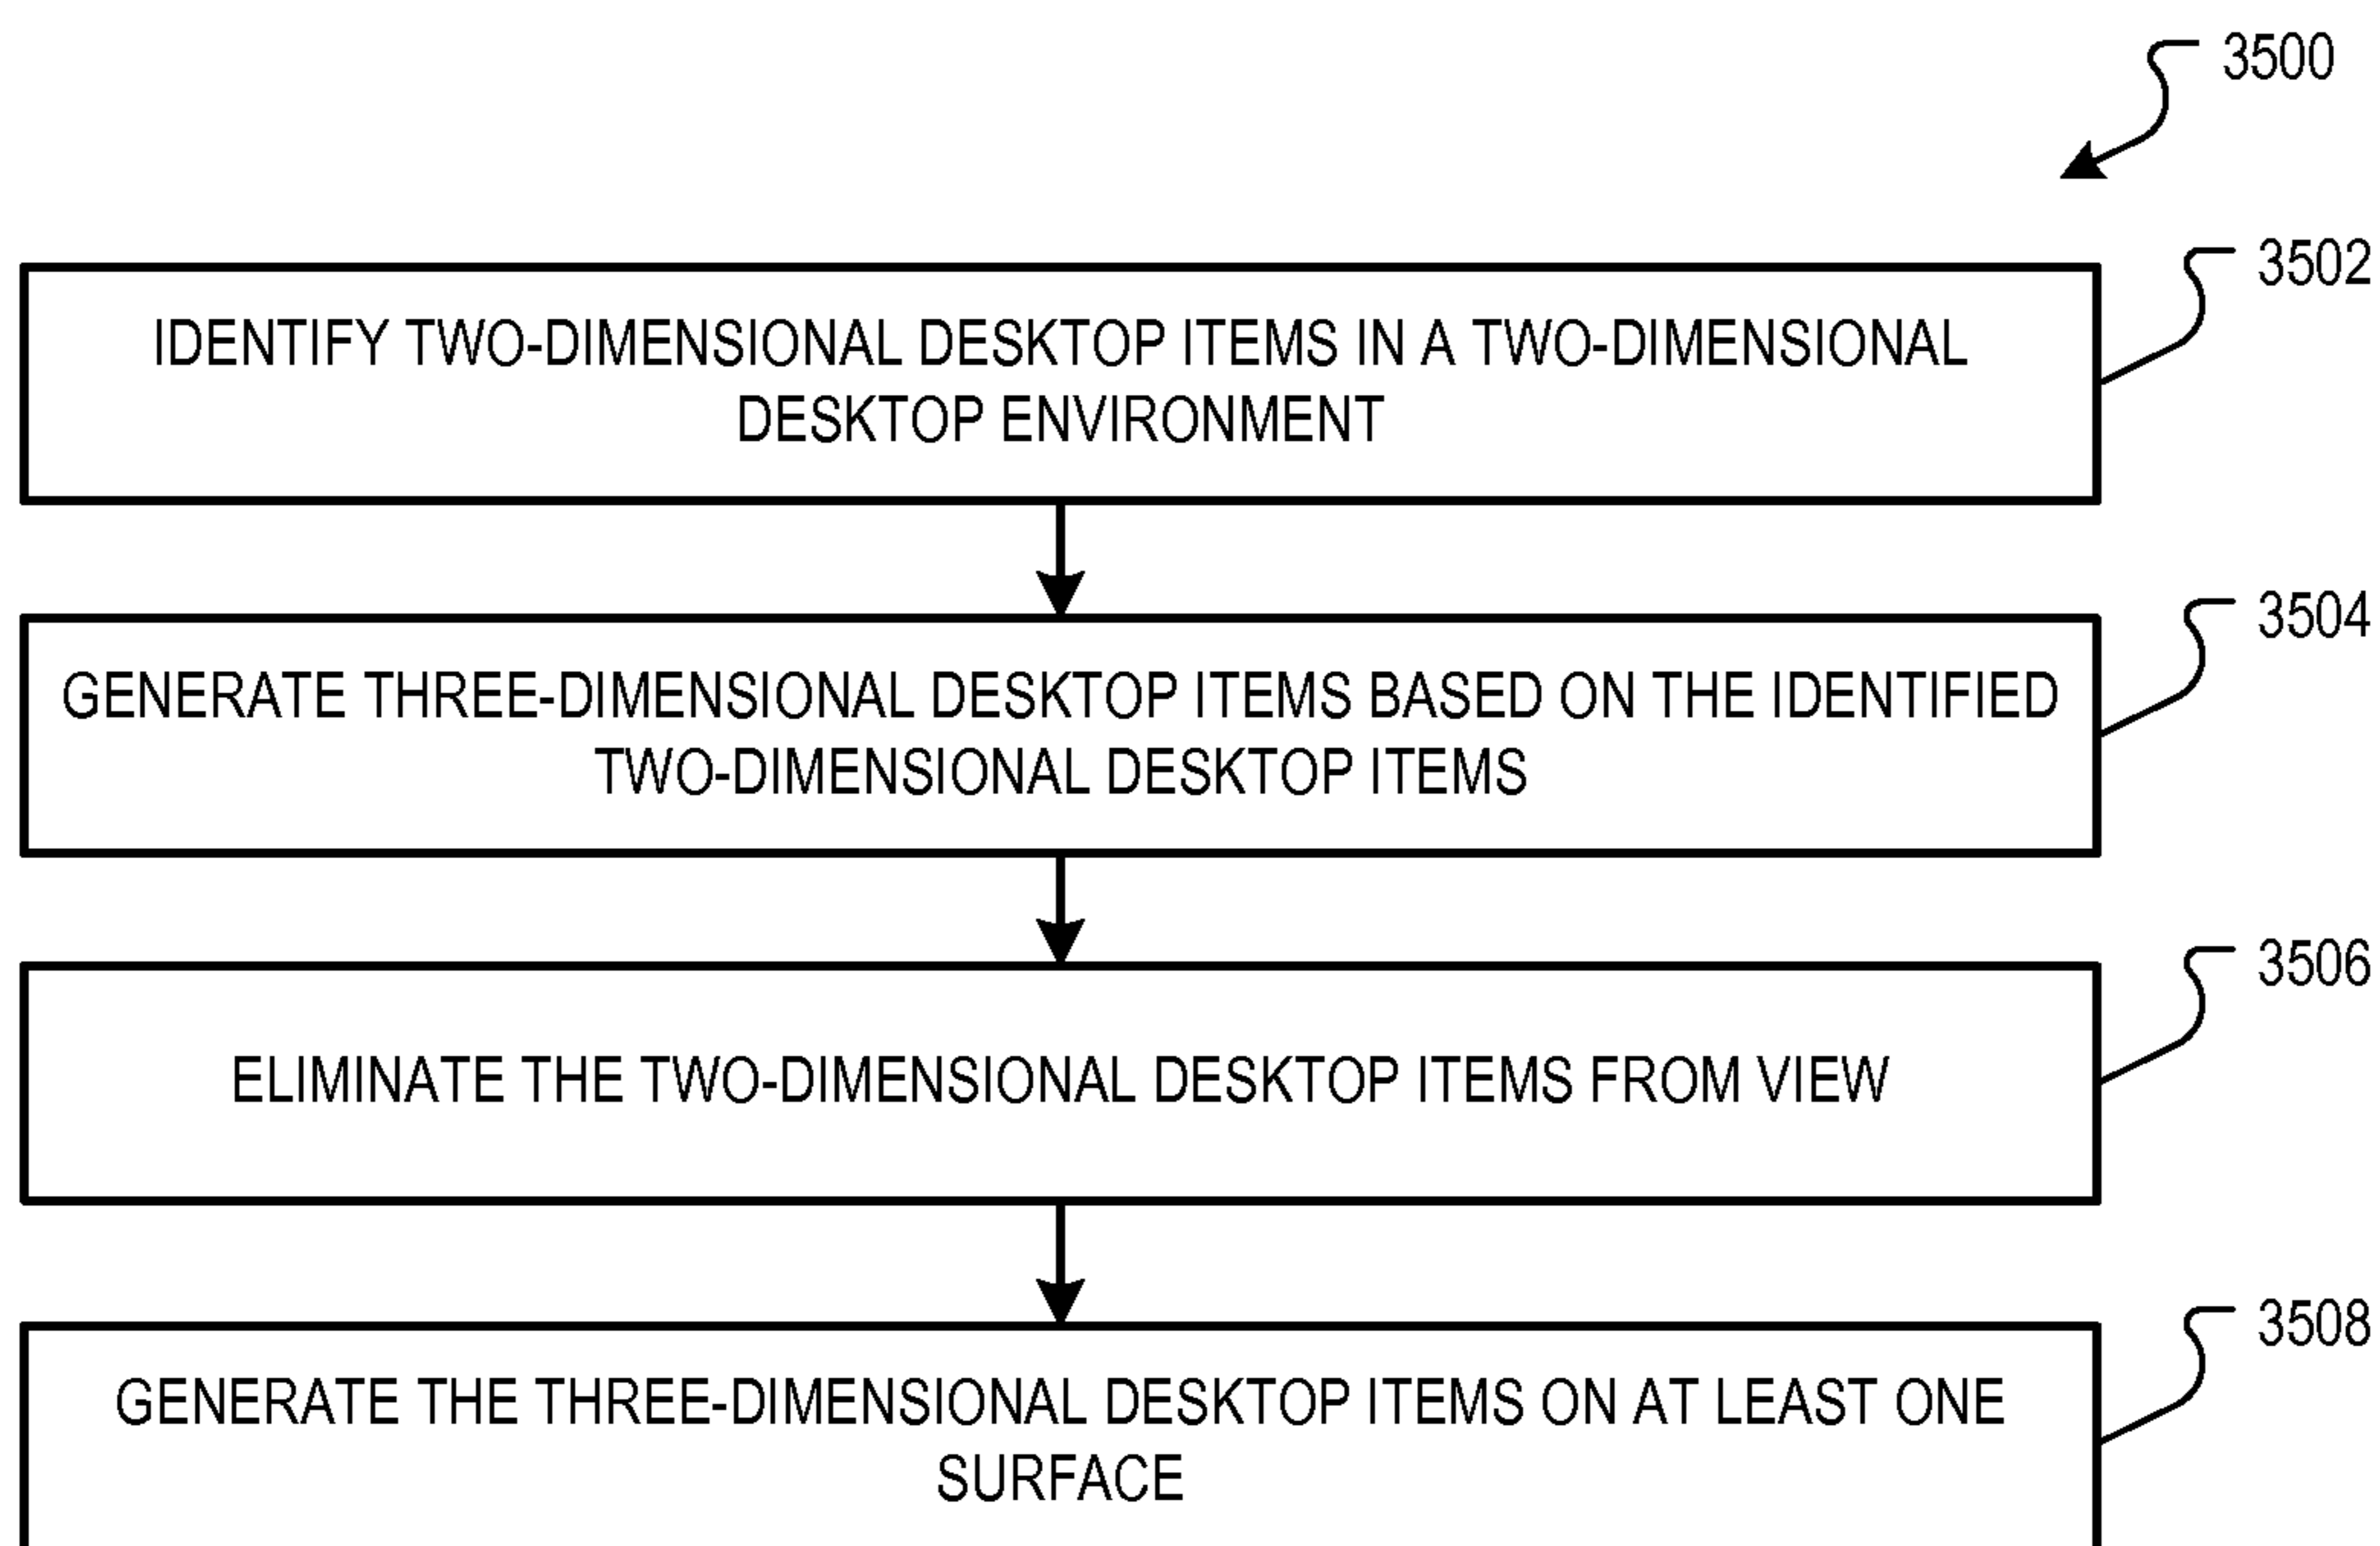 3500
3502
IDENTIFY TWO-DIMENSIONAL DESKTOP ITEMS IN A TWO-DIMENSIONAL
DESKTOP ENVIRONMENT
3504
GENERATE THREE-DIMENSIONAL DESKTOP ITEMS BASED ON THE IDENTIFIED
TWO-DIMENSIONAL DESKTOP ITEMS
3506
ELIMINATE THE TWO-DIMENSIONAL DESKTOP ITEMS FROM VIEW
3508
GENERATE THE THREE-DIMENSIONAL DESKTOP ITEMS ON AT LEAST ONE
SURFACE